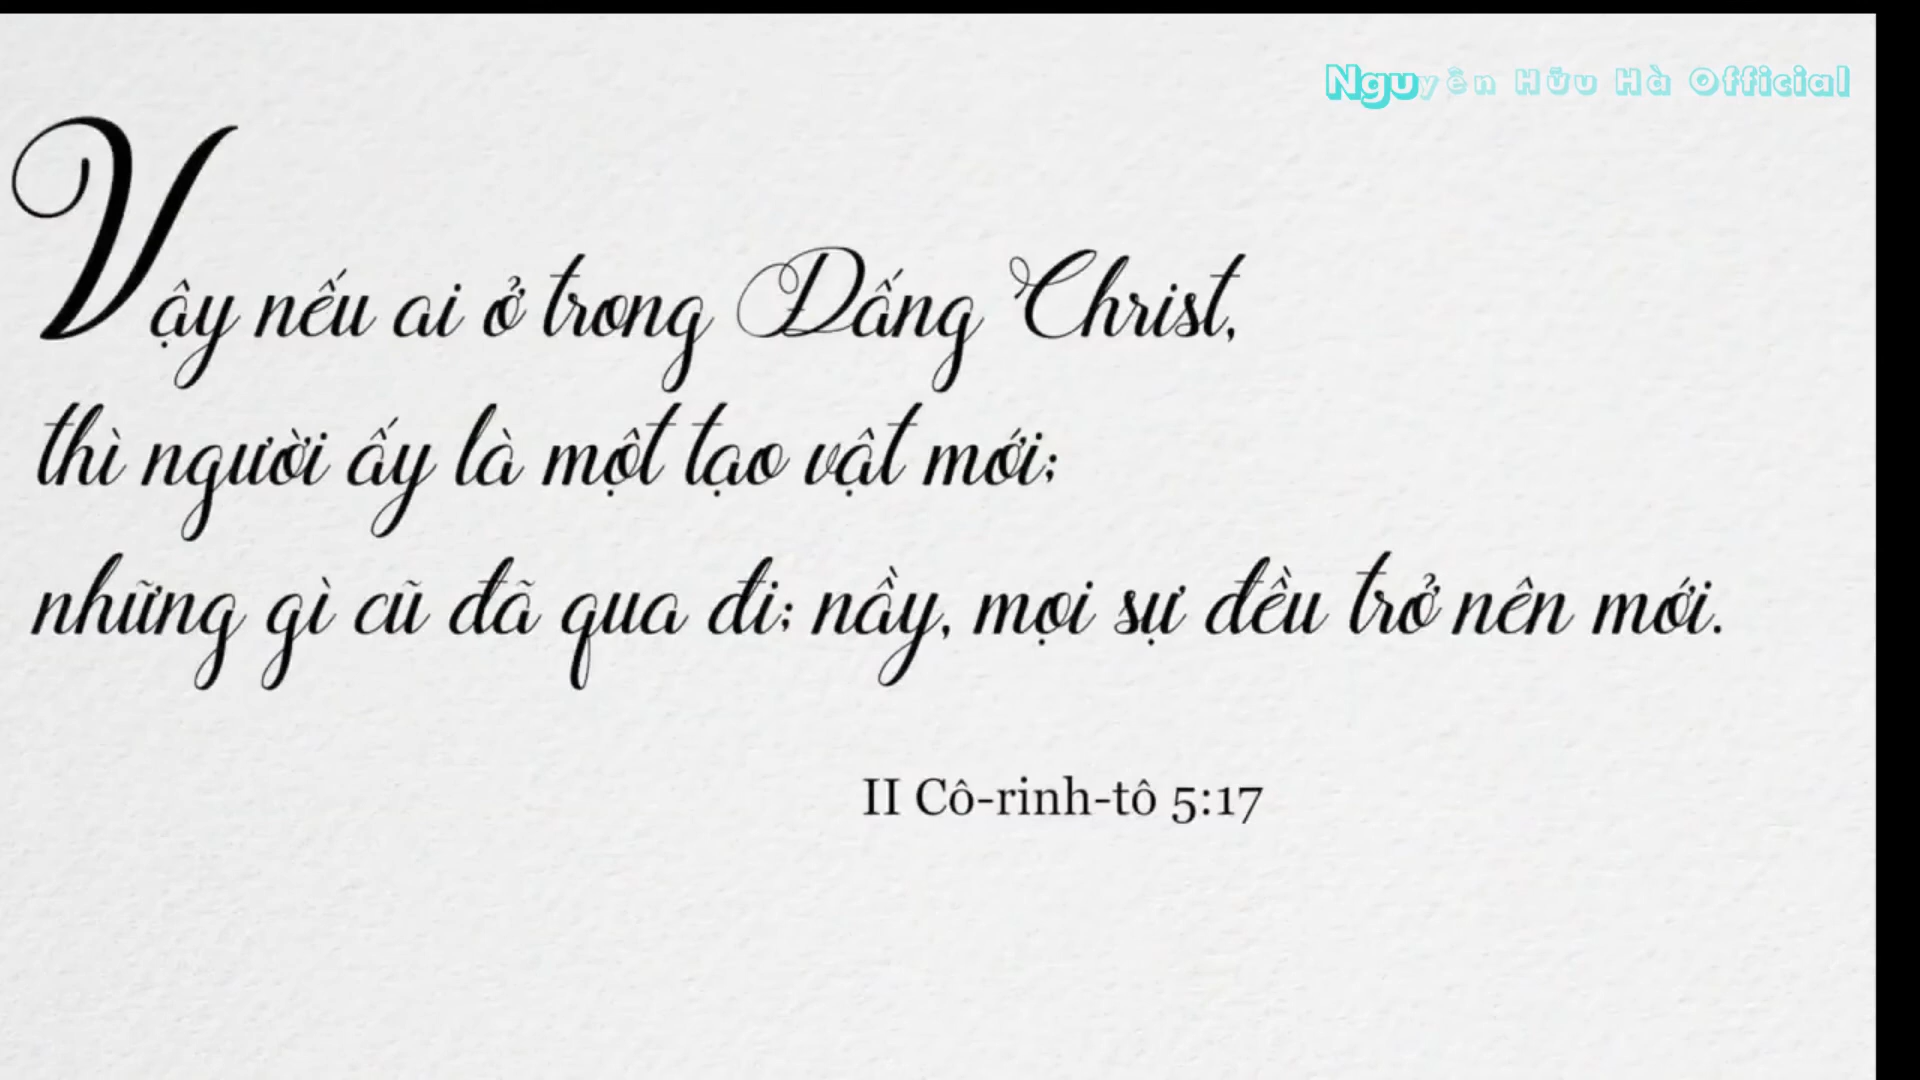 Nguyễn Hữu Hà Official
Vậy nếu ai ở trong Đấng Christ,
thì người ấy là một tạo vật mới;
những gì cũ đã qua đi; nầy, mọi sự đều trở nên mới.
II Cô-rinh-tô 5:17